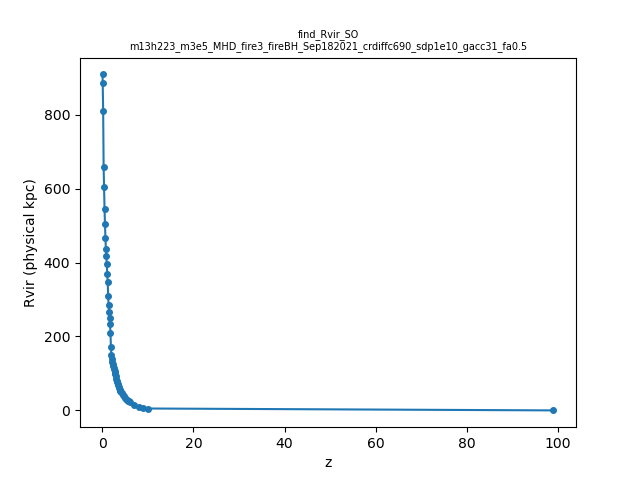 find_Rvir_SO
m13h223_m3e5_MHD_fire3_fireBH_Sep182021_crdiffc690_sdp1e10_gacc31_fa0.5
Rvir (physical kpc)
800
600
400
200
0
0 20 40 60 80 100
z